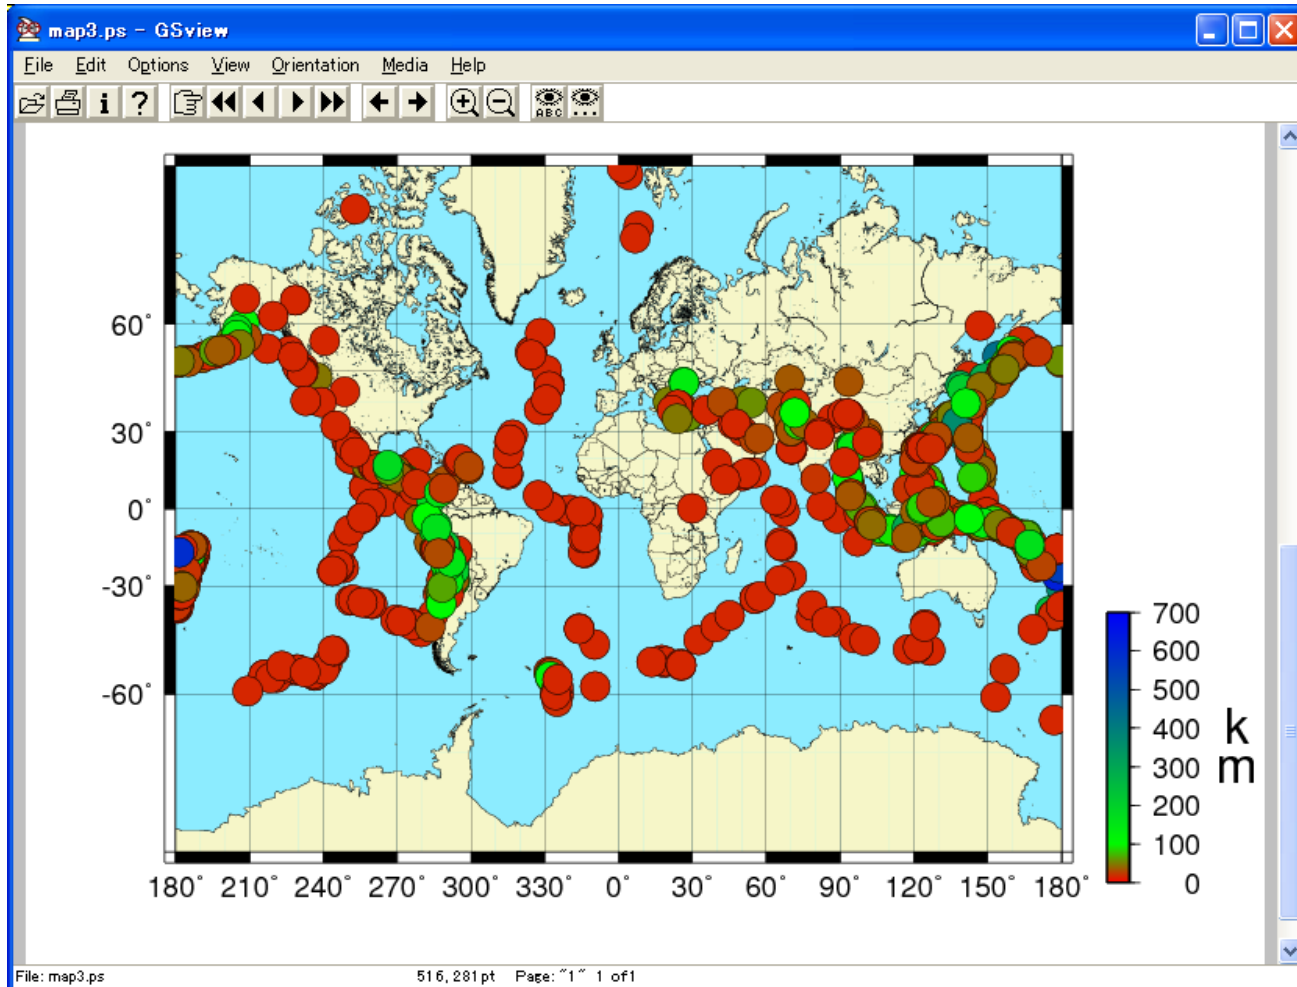 map3.ps - GSview
File Edit Options View Orientation Media Help
i ?
ABC
60°
30°
0°
-30°
-60°
180° 210° 240° 270° 300° 330° 0° 30° 60° 90° 120° 150° 180°
700
600
500
400
300
200
100
0
k
m
File: map3.ps 516, 281pt Page: "1" 1 of1